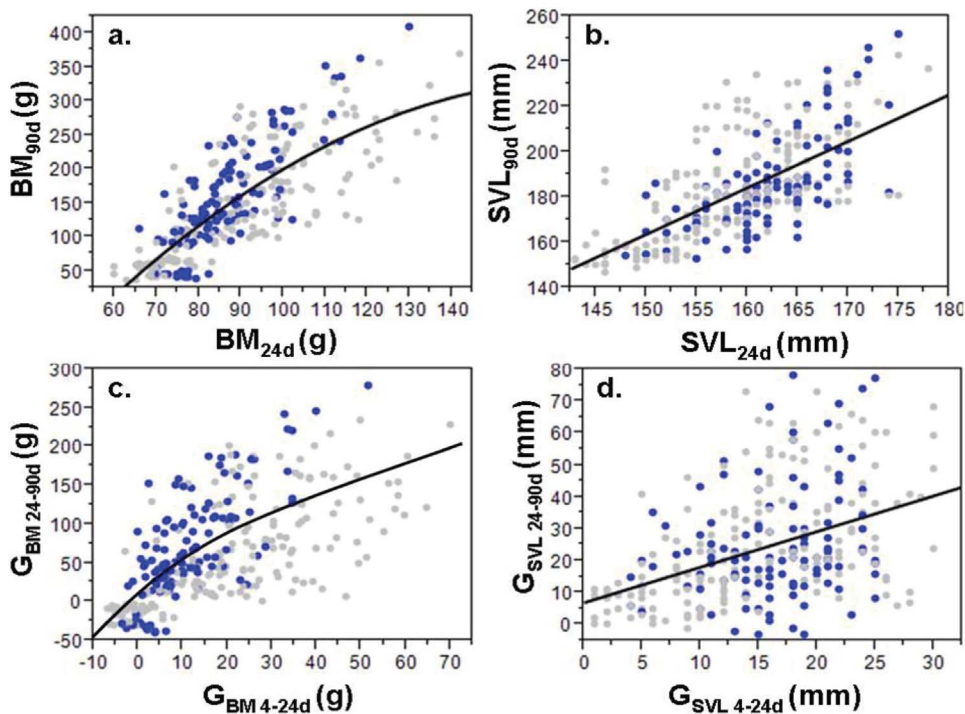 a.
400
350
300
250
200
150
100
50
BM90d (g)
60 70 80 90 100 110 120 130 140
BM24d (g)
b.
260
240
220
200
180
160
140
SVL90d (mm)
145 150 155 160 165 170 175 180
SVL24d (mm)
c.
300
250
200
150
100
50
0
-50
GBM 24-90d (g)
-10 0 10 20 30 40 50 60 70
GBM 4-24d (g)
d.
80
70
60
50
40
30
20
10
0
GSVL 24-90d (mm)
0 5 10 15 20 25 30
GSVL 4-24d (mm)